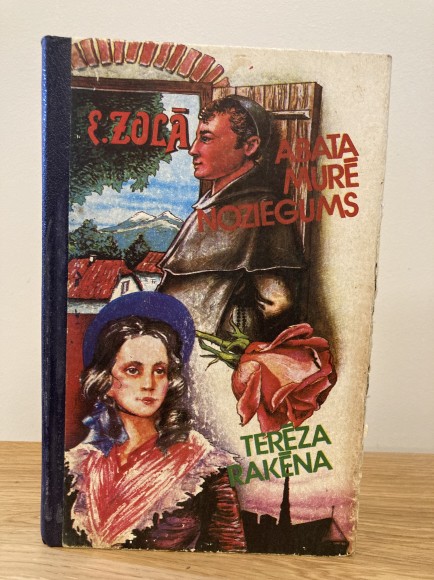 E.ZOLĀ
ABATA
MURĒ
NOZIEGUMS
TERĒZA
RAKĒNA